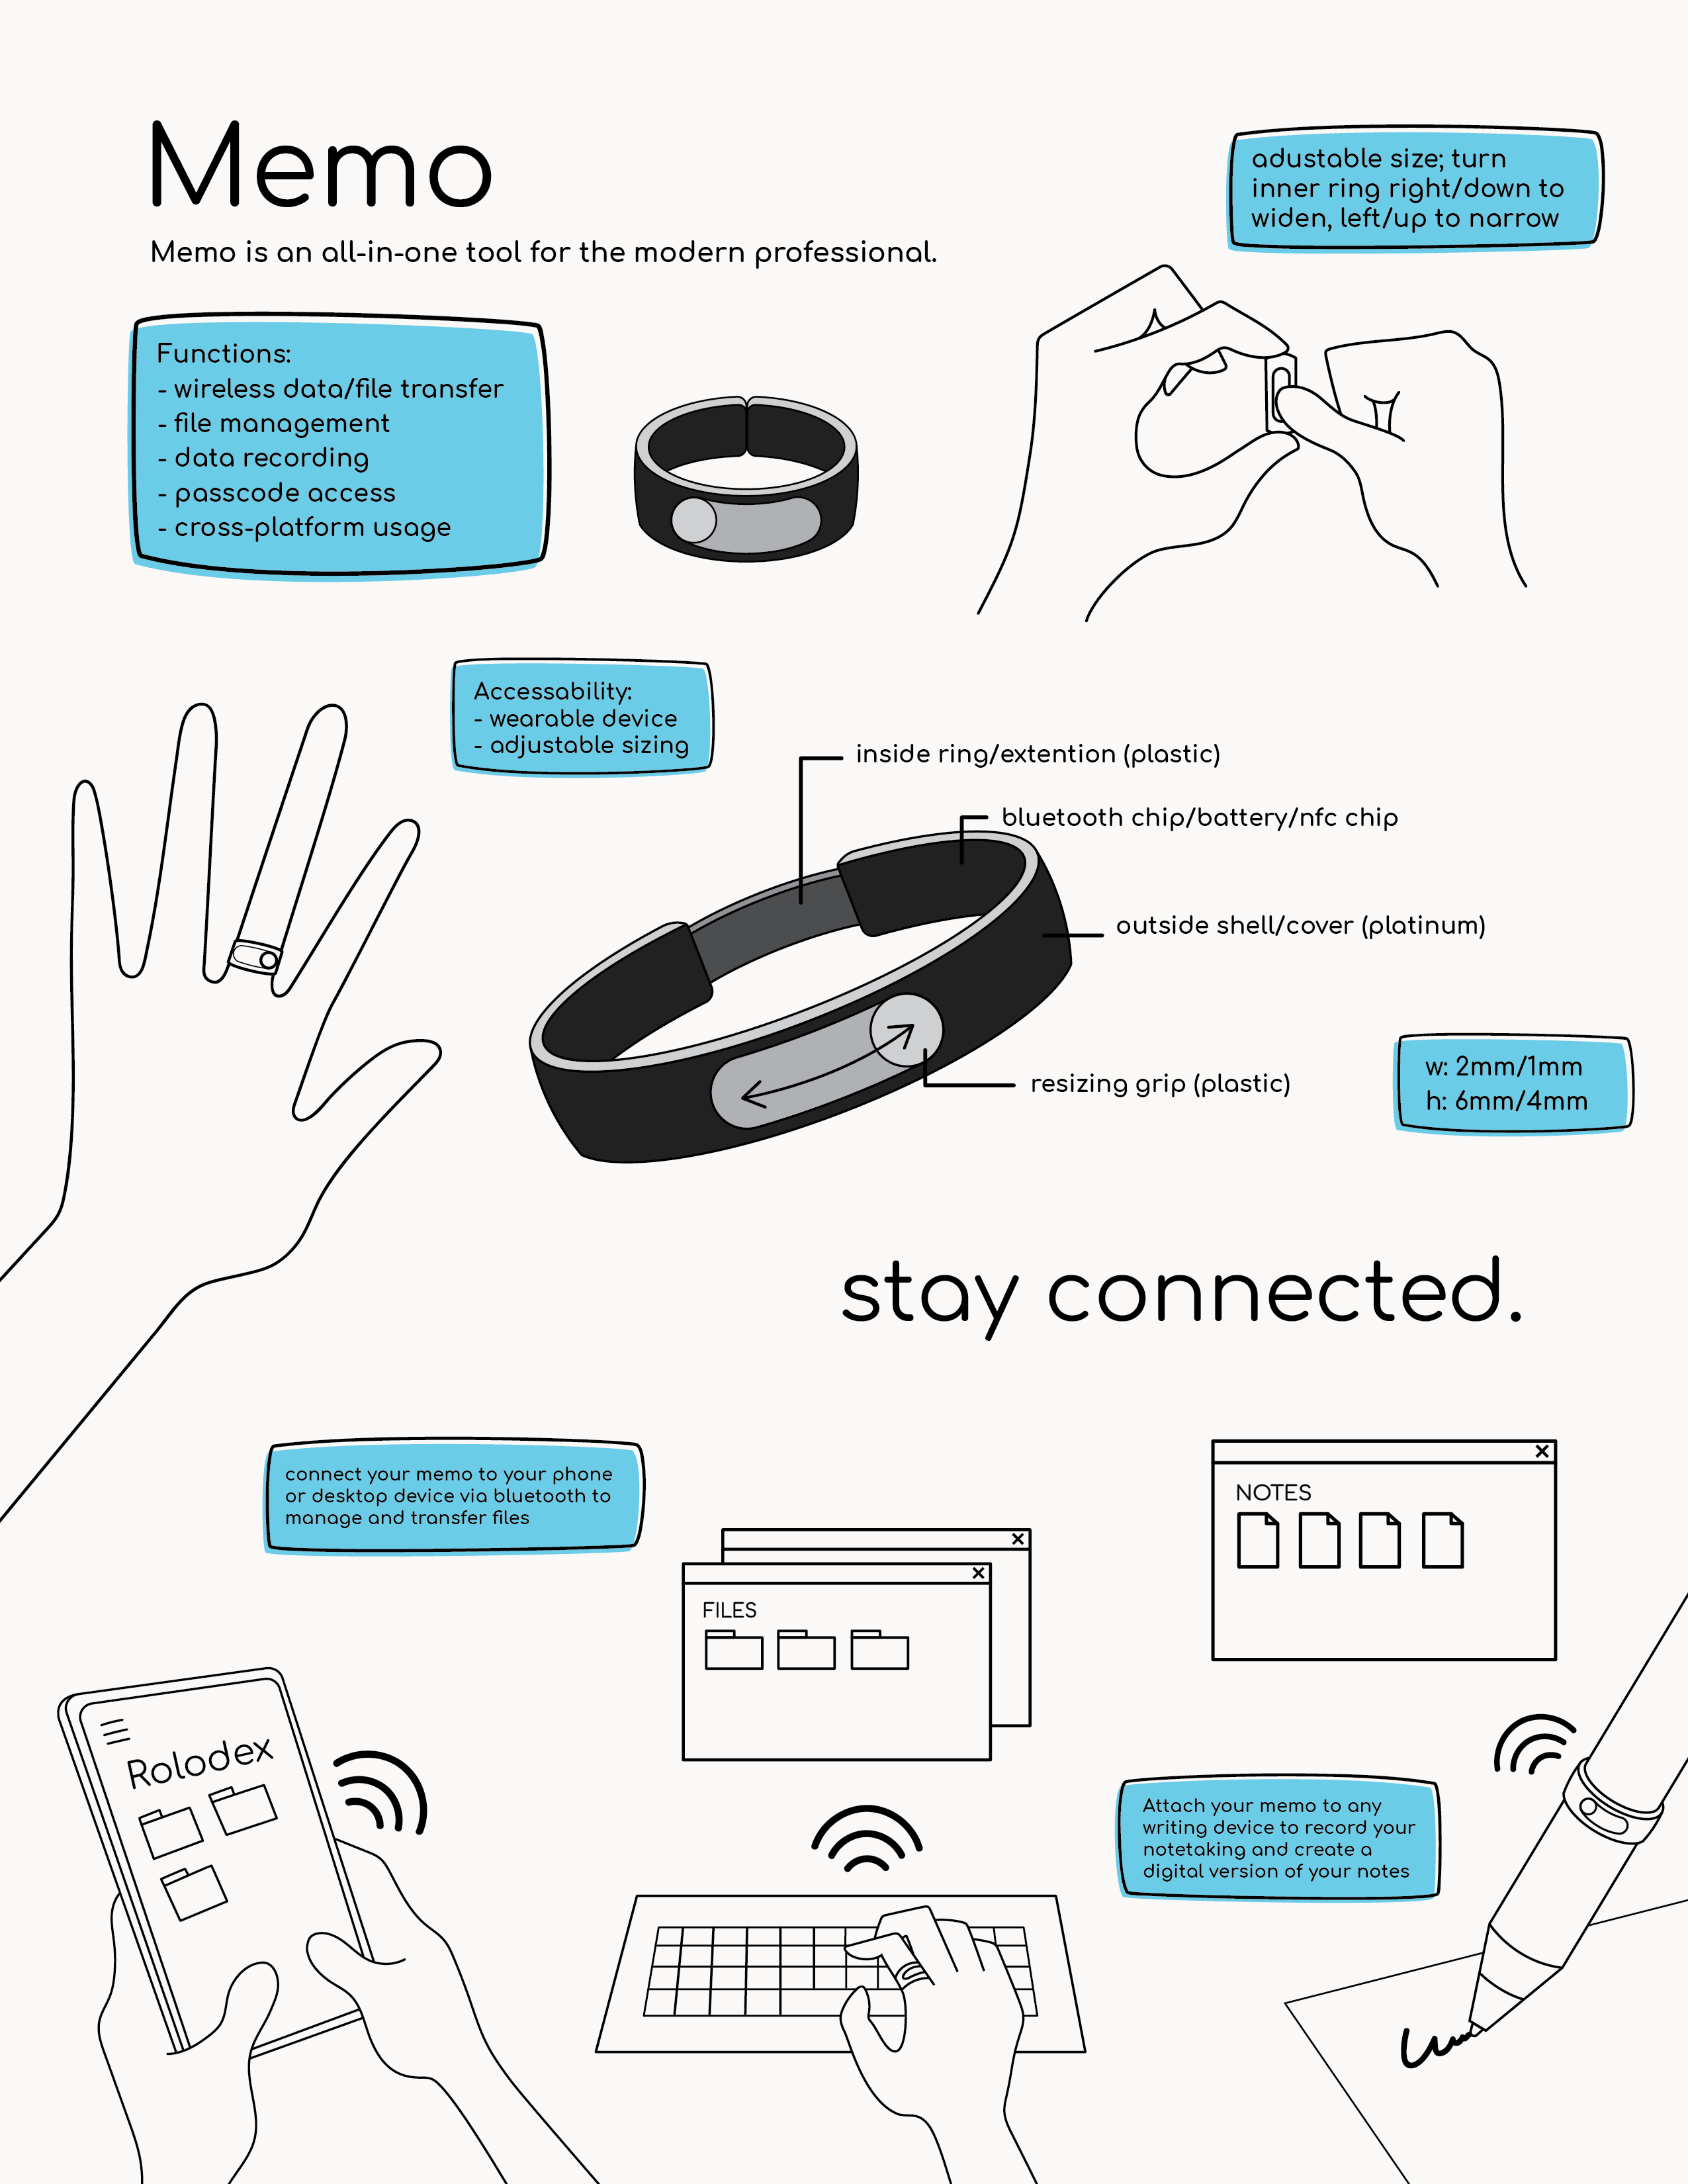 Memo
Memo is an all-in-one tool for the modern professional.
adustable size; turn
inner ring right/down to
widen, left/up to narrow
Functions:
- wireless data/file transfer
- file management
- data recording
- passcode access
- cross-platform usage
Accessability:
- wearable device
- adjustable sizing
inside ring/extention (plastic)
bluetooth chip/battery/nfc chip
outside shell/cover (platinum)
resizing grip (plastic)
w: 2mm/1mm
h: 6mm/4mm
stay connected.
connect your memo to your phone
or desktop device via bluetooth to
manage and transfer files
FILES
NOTES
Rolodex
Attach your memo to any
writing device to record your
notetaking and create a
digital version of your notes